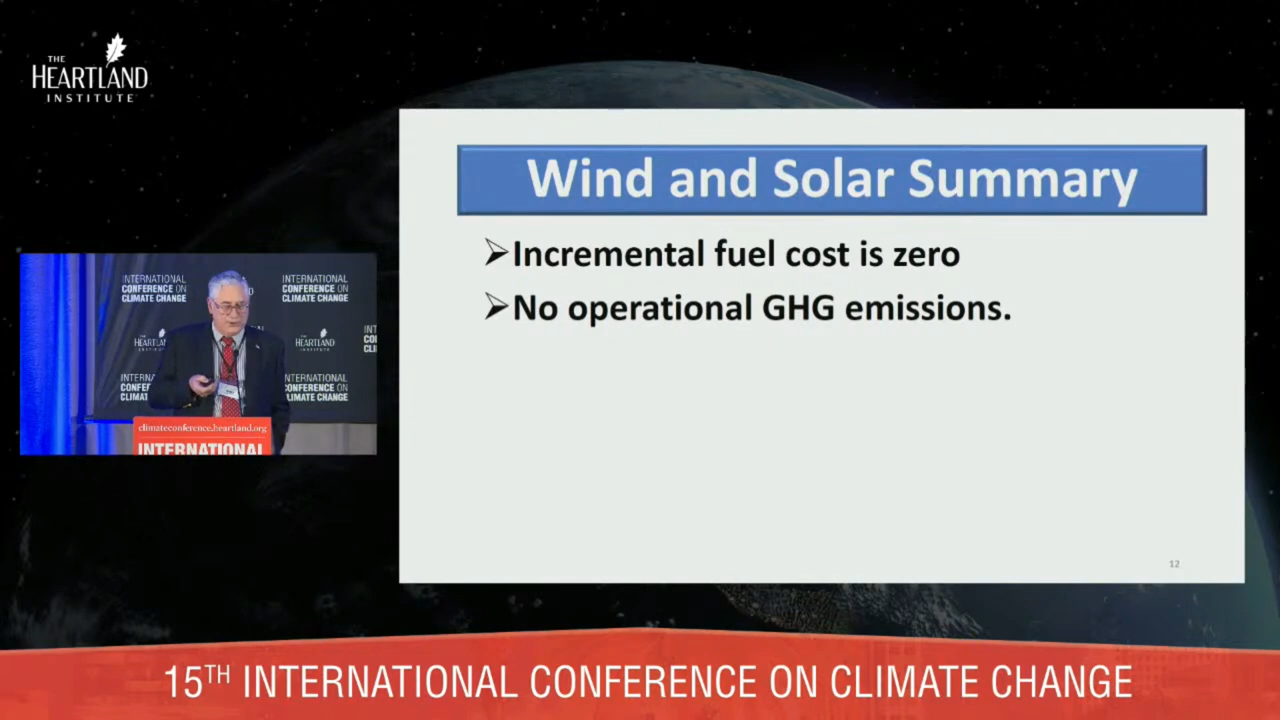 THE
HEARTLAND
INSTITUTE
Wind and Solar Summary
➢Incremental fuel cost is zero
➢No operational GHG emissions.
12
INTERNATIONAL
CONFERENCE ON
CLIMATE CHANGE
INTERNATIONAL
CONFERENCE ON
CLIMATE CHANGE
HEARTLAND
INSTITUTE
INTERNATIONAL
CONFERENCE ON
CLIMATE CHANGE
climateconference.heartland.org
INTERNATIONAL
15TH INTERNATIONAL CONFERENCE ON CLIMATE CHANGE